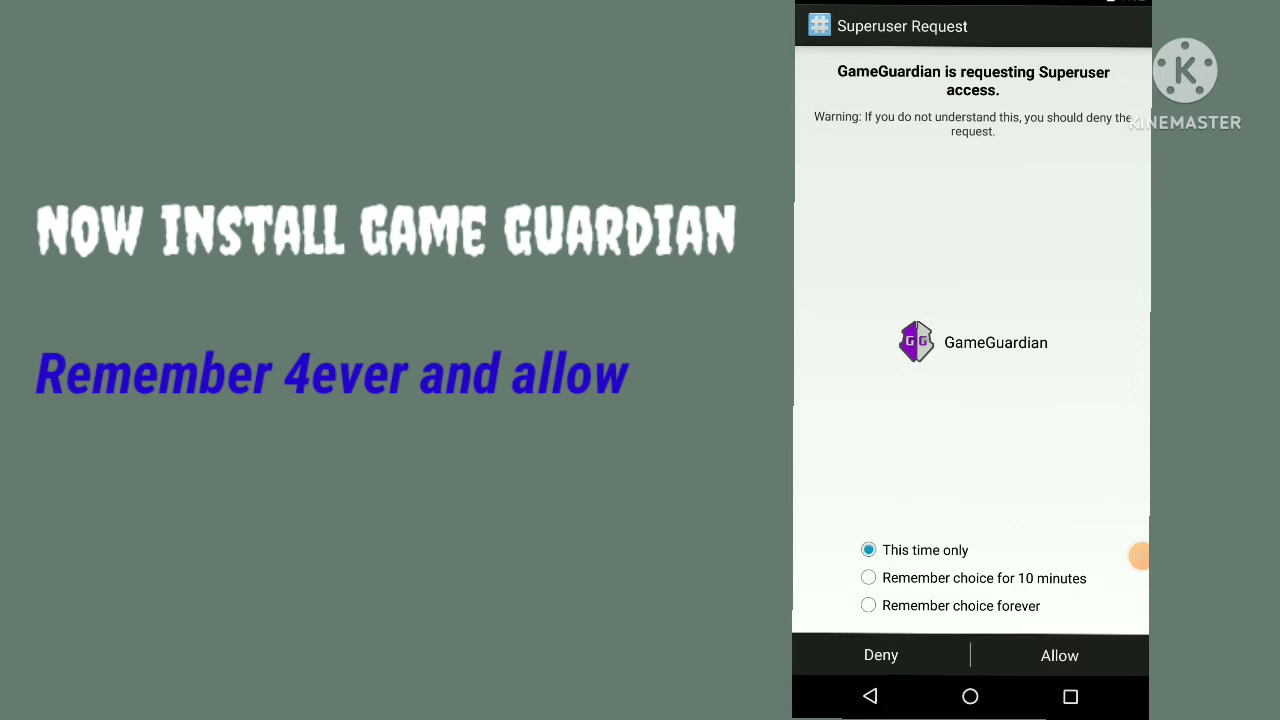 NOW INSTALL GAME GUARDIAN
Remember 4ever and allow
Superuser Request
GameGuardian is requesting Superuser
access.
Warning: If you do not understand this, you should deny the
request.
GG GameGuardian
This time only
Remember choice for 10 minutes
Remember choice forever
Deny Allow
K
KINEMASTER